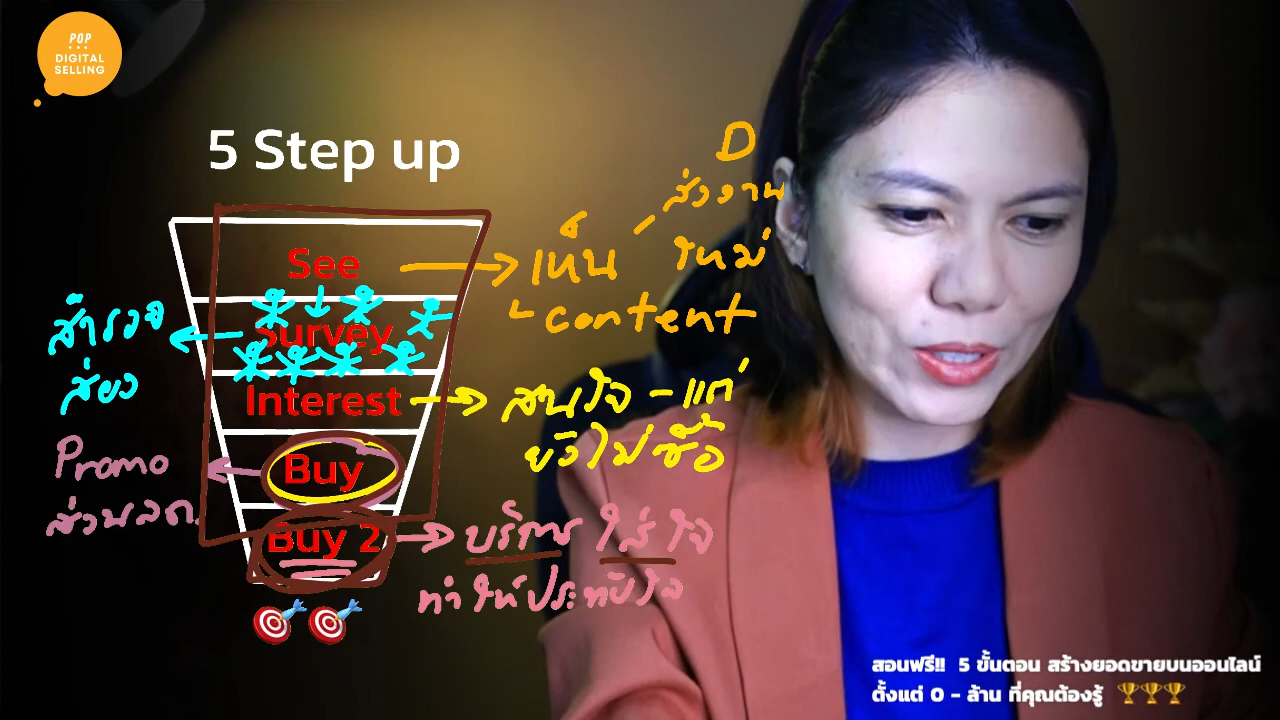 POP
DIGITAL
SELLING
5 Step up
See
Survey
Interest
Buy
Buy 2
D
ส่งงาน
เห็น ใหม่
content
สำรวจ
สนใจ - แต่
ยังไม่ซื้อ
Promo
ส่วนลด
บริการ ใส่ใจ
ทำให้ประทับใจ
สอนฟรี!! 5 ขั้นตอน สร้างยอดขายบนออนไลน์
ตั้งแต่ 0 - ล้าน ที่คุณต้องรู้